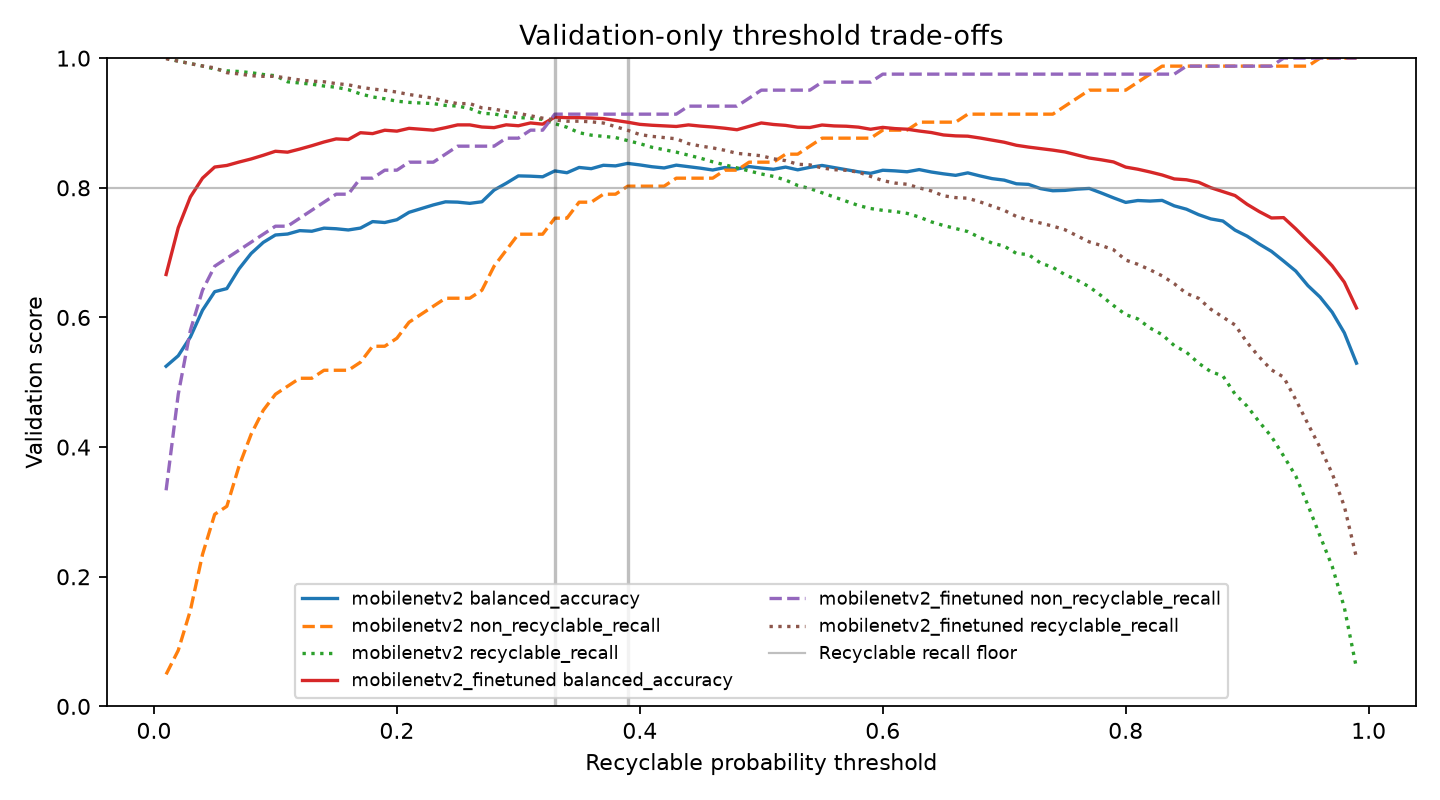 Validation-only threshold trade-offs
1.0
0.8
0.6
0.4
0.2
0.0
Validation score
0.0 0.2 0.4 0.6 0.8 1.0
Recyclable probability threshold
mobilenetv2 balanced_accuracy
mobilenetv2 non_recyclable_recall
mobilenetv2 recyclable_recall
mobilenetv2_finetuned balanced_accuracy
mobilenetv2_finetuned non_recyclable_recall
mobilenetv2_finetuned recyclable_recall
Recyclable recall floor